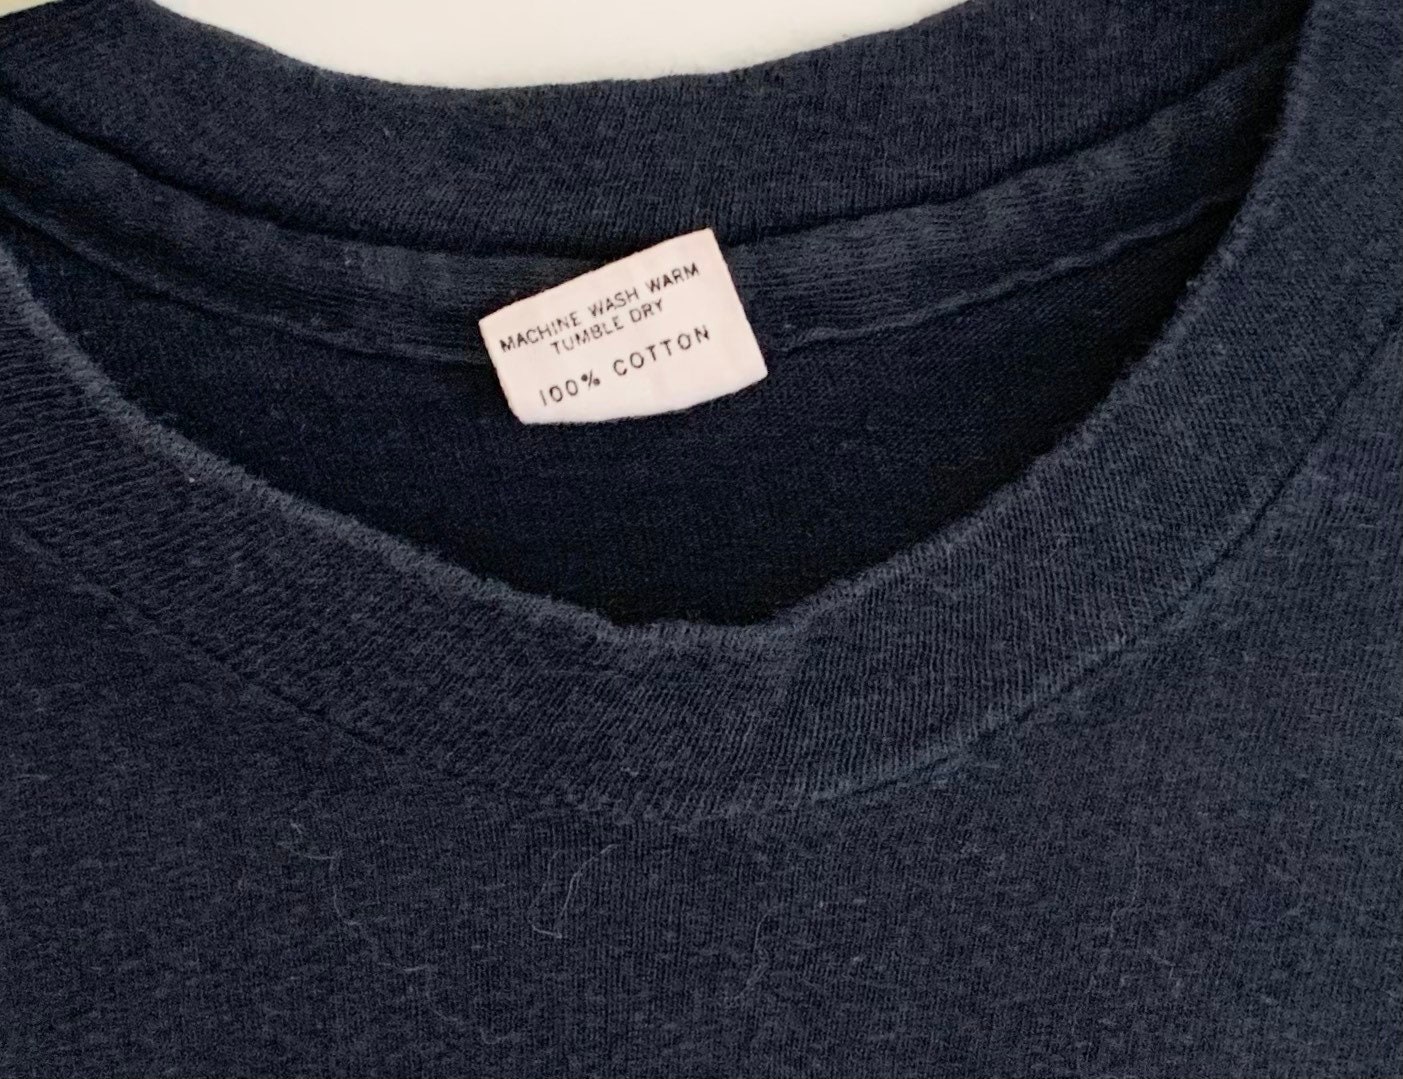 MACHINE WASH WARM
TUMBLE DRY
100% COTTON